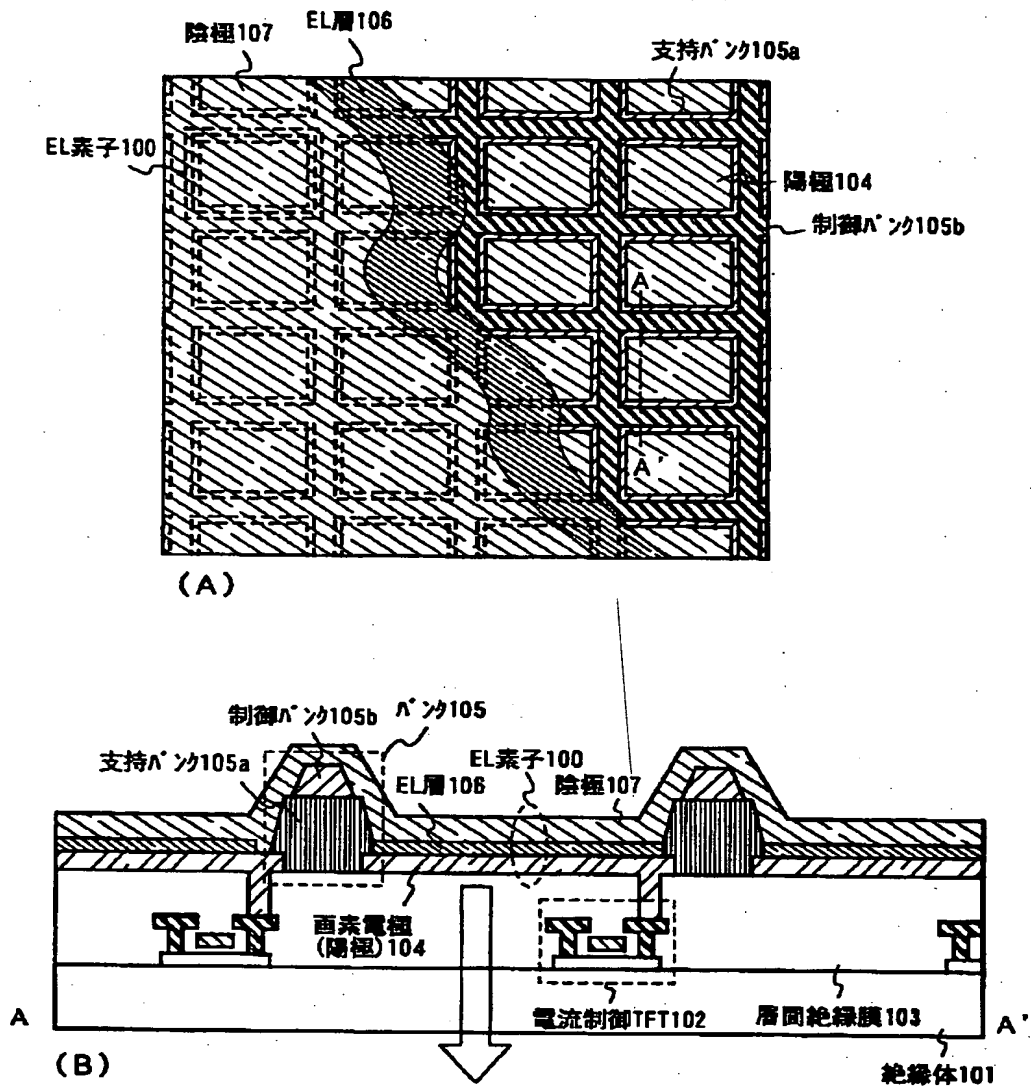 陰極107
EL層106
支持バンク105a
EL素子100
陽極104
制御バンク105b
A
A'
(A)
制御バンク105b
バンク105
支持バンク105a
EL素子100
EL層106
陰極107
画素電極
(陽極)104
電流制御TFT102
層間絶縁膜103
A
A'
(B)
絶縁体101